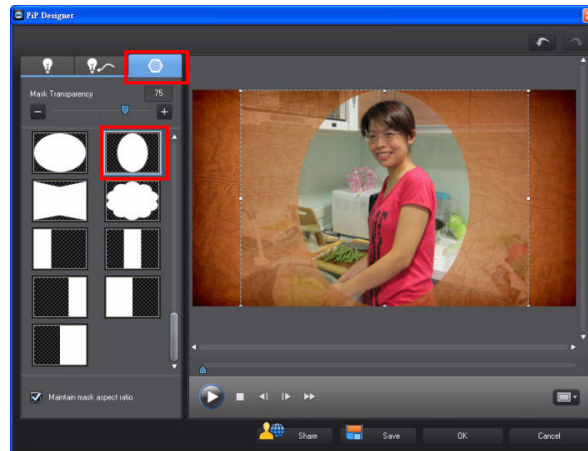 PiP Designer
Mask Transparency
75
Maintain mask aspect ratio
Share
Save
OK
Cancel